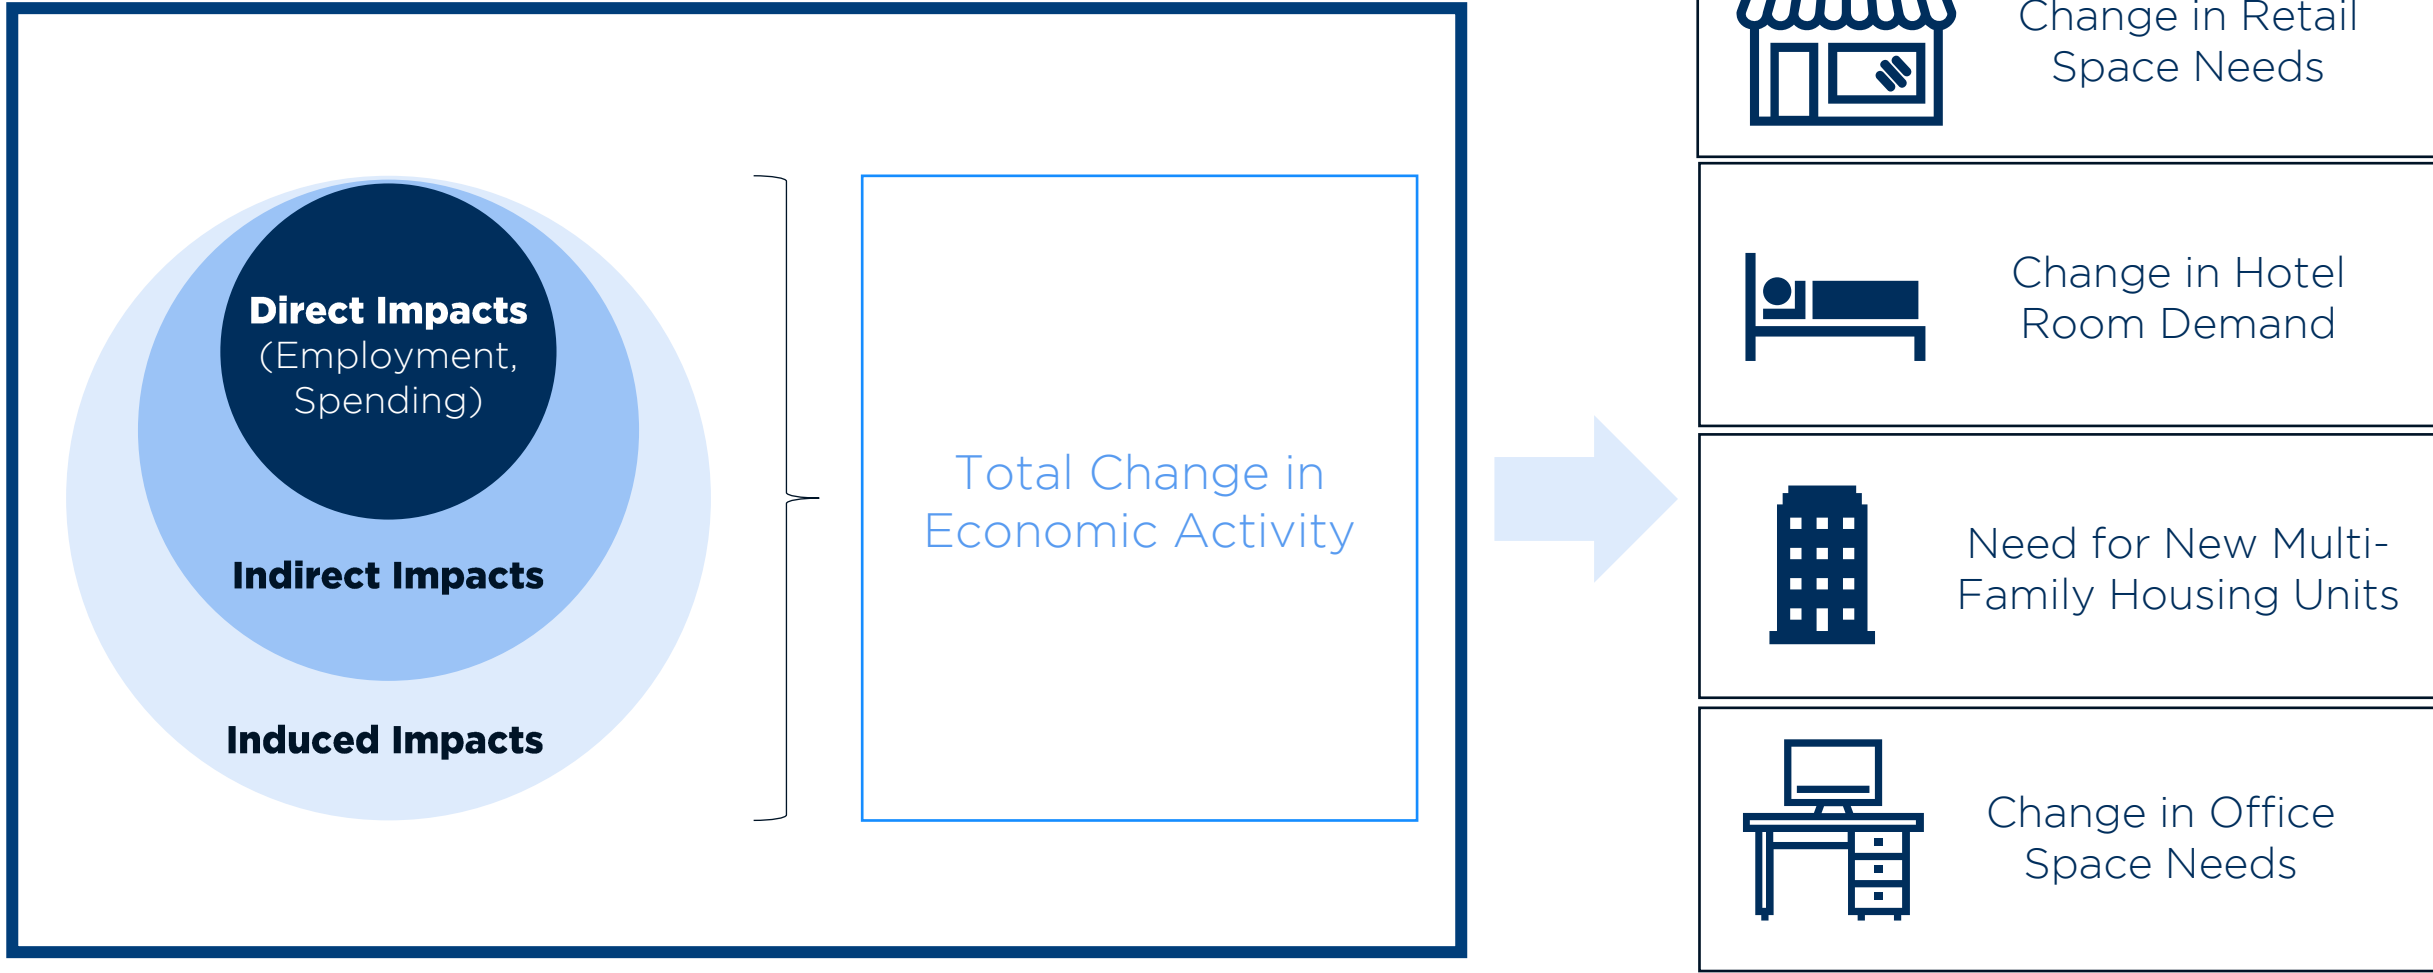 Direct Impacts
(Employment,
Spending)
Indirect Impacts
Induced Impacts
Total Change in
Economic Activity
Change in Retail
Space Needs
Change in Hotel
Room Demand
Need for New Multi-
Family Housing Units
Change in Office
Space Needs